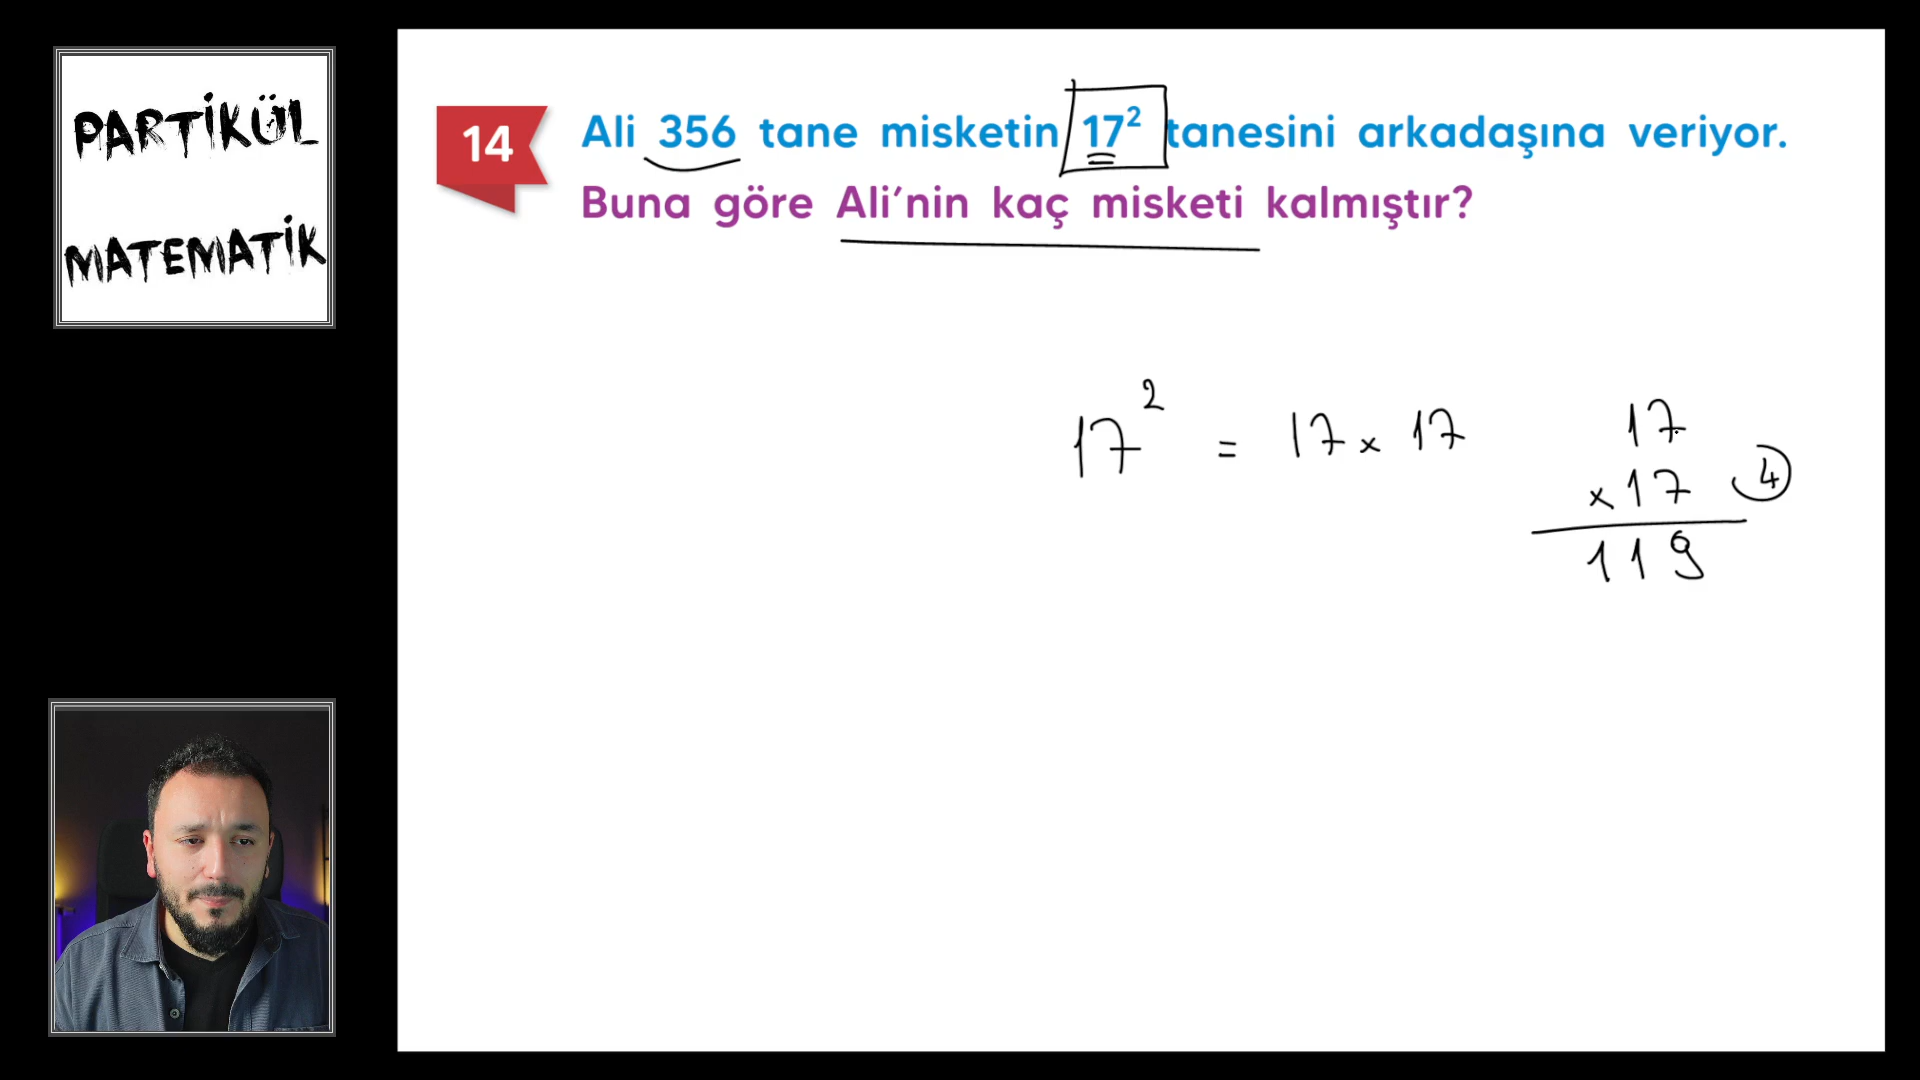 PARTİKÜL
MATEMATİK
14
Ali 356 tane misketin 17² tanesini arkadaşına veriyor.
Buna göre Ali’nin kaç misketi kalmıştır?
17² = 17 x 17
17
x 17
4
119